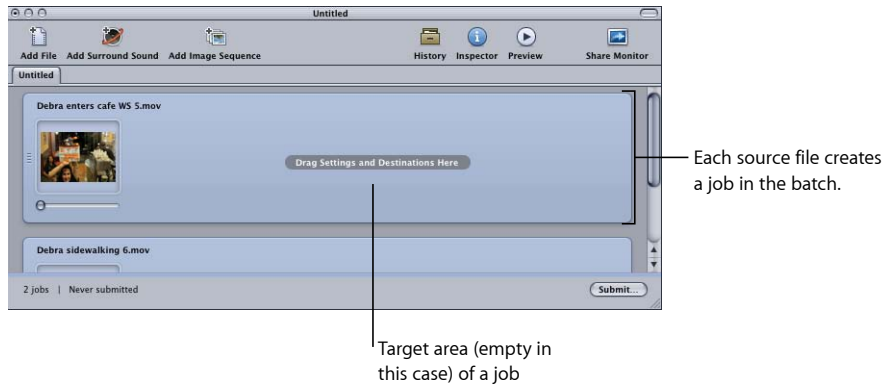 Untitled
Add File Add Surround Sound Add Image Sequence History Inspector Preview Share Monitor
Untitled
Debra enters cafe WS 5.mov
Drag Settings and Destinations Here
Each source file creates
a job in the batch.
Debra sidewalking 6.mov
2 jobs | Never submitted Submit...
Target area (empty in
this case) of a job